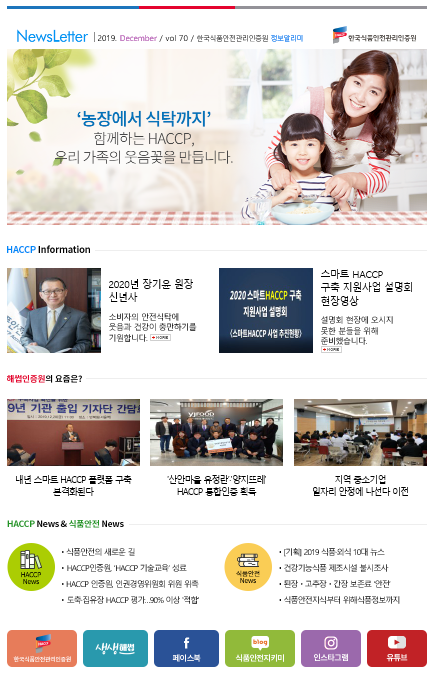 NewsLetter 2019. December / vol 70 / 한국식품안전관리인증원 정보알리미
한국식품안전관리인증원
'농장에서 식탁까지'
함께하는 HACCP,
우리 가족의 웃음꽃을 만듭니다.
HACCP Information
2020년 장기윤 원장
신년사
소비자의 안전식탁에
웃음과 건강이 충만하기를
기원합니다. MORE
2020 스마트HACCP 구축
지원사업 설명회
(스마트HACCP 사업 추진현황)
스마트 HACCP
구축 지원사업 설명회
현장영상
설명회 현장에 오시지
못한 분들을 위해
준비했습니다.
MORE
해썹인증원의 요즘은?
9년 기관 출입 기자단 간담회
YJFOOD
내년 스마트 HACCP 플랫폼 구축
본격화된다
'산안마을 유정란''양지뜨레'
HACCP 통합인증 획득
지역 중소기업
일자리 안정에 나선다 이전
HACCP News & 식품안전 News
HACCP
News
• 식품안전의 새로운 길
• HACCP인증원, 'HACCP 기술교육' 성료
• HACCP 인증원, 인권경영위원회 위원 위촉
• 도축·집유장 HACCP 평가...90% 이상 '적합'
식품안전
News
• [기획] 2019 식품·외식 10대 뉴스
• 건강기능식품 제조시설 불시조사
• 된장·고추장·간장 보존료 '안전'
• 식품안전지식부터 위해식품정보까지
한국식품안전관리인증원
생생해썹
페이스북
blog
식품안전지키미
인스타그램
유튜브